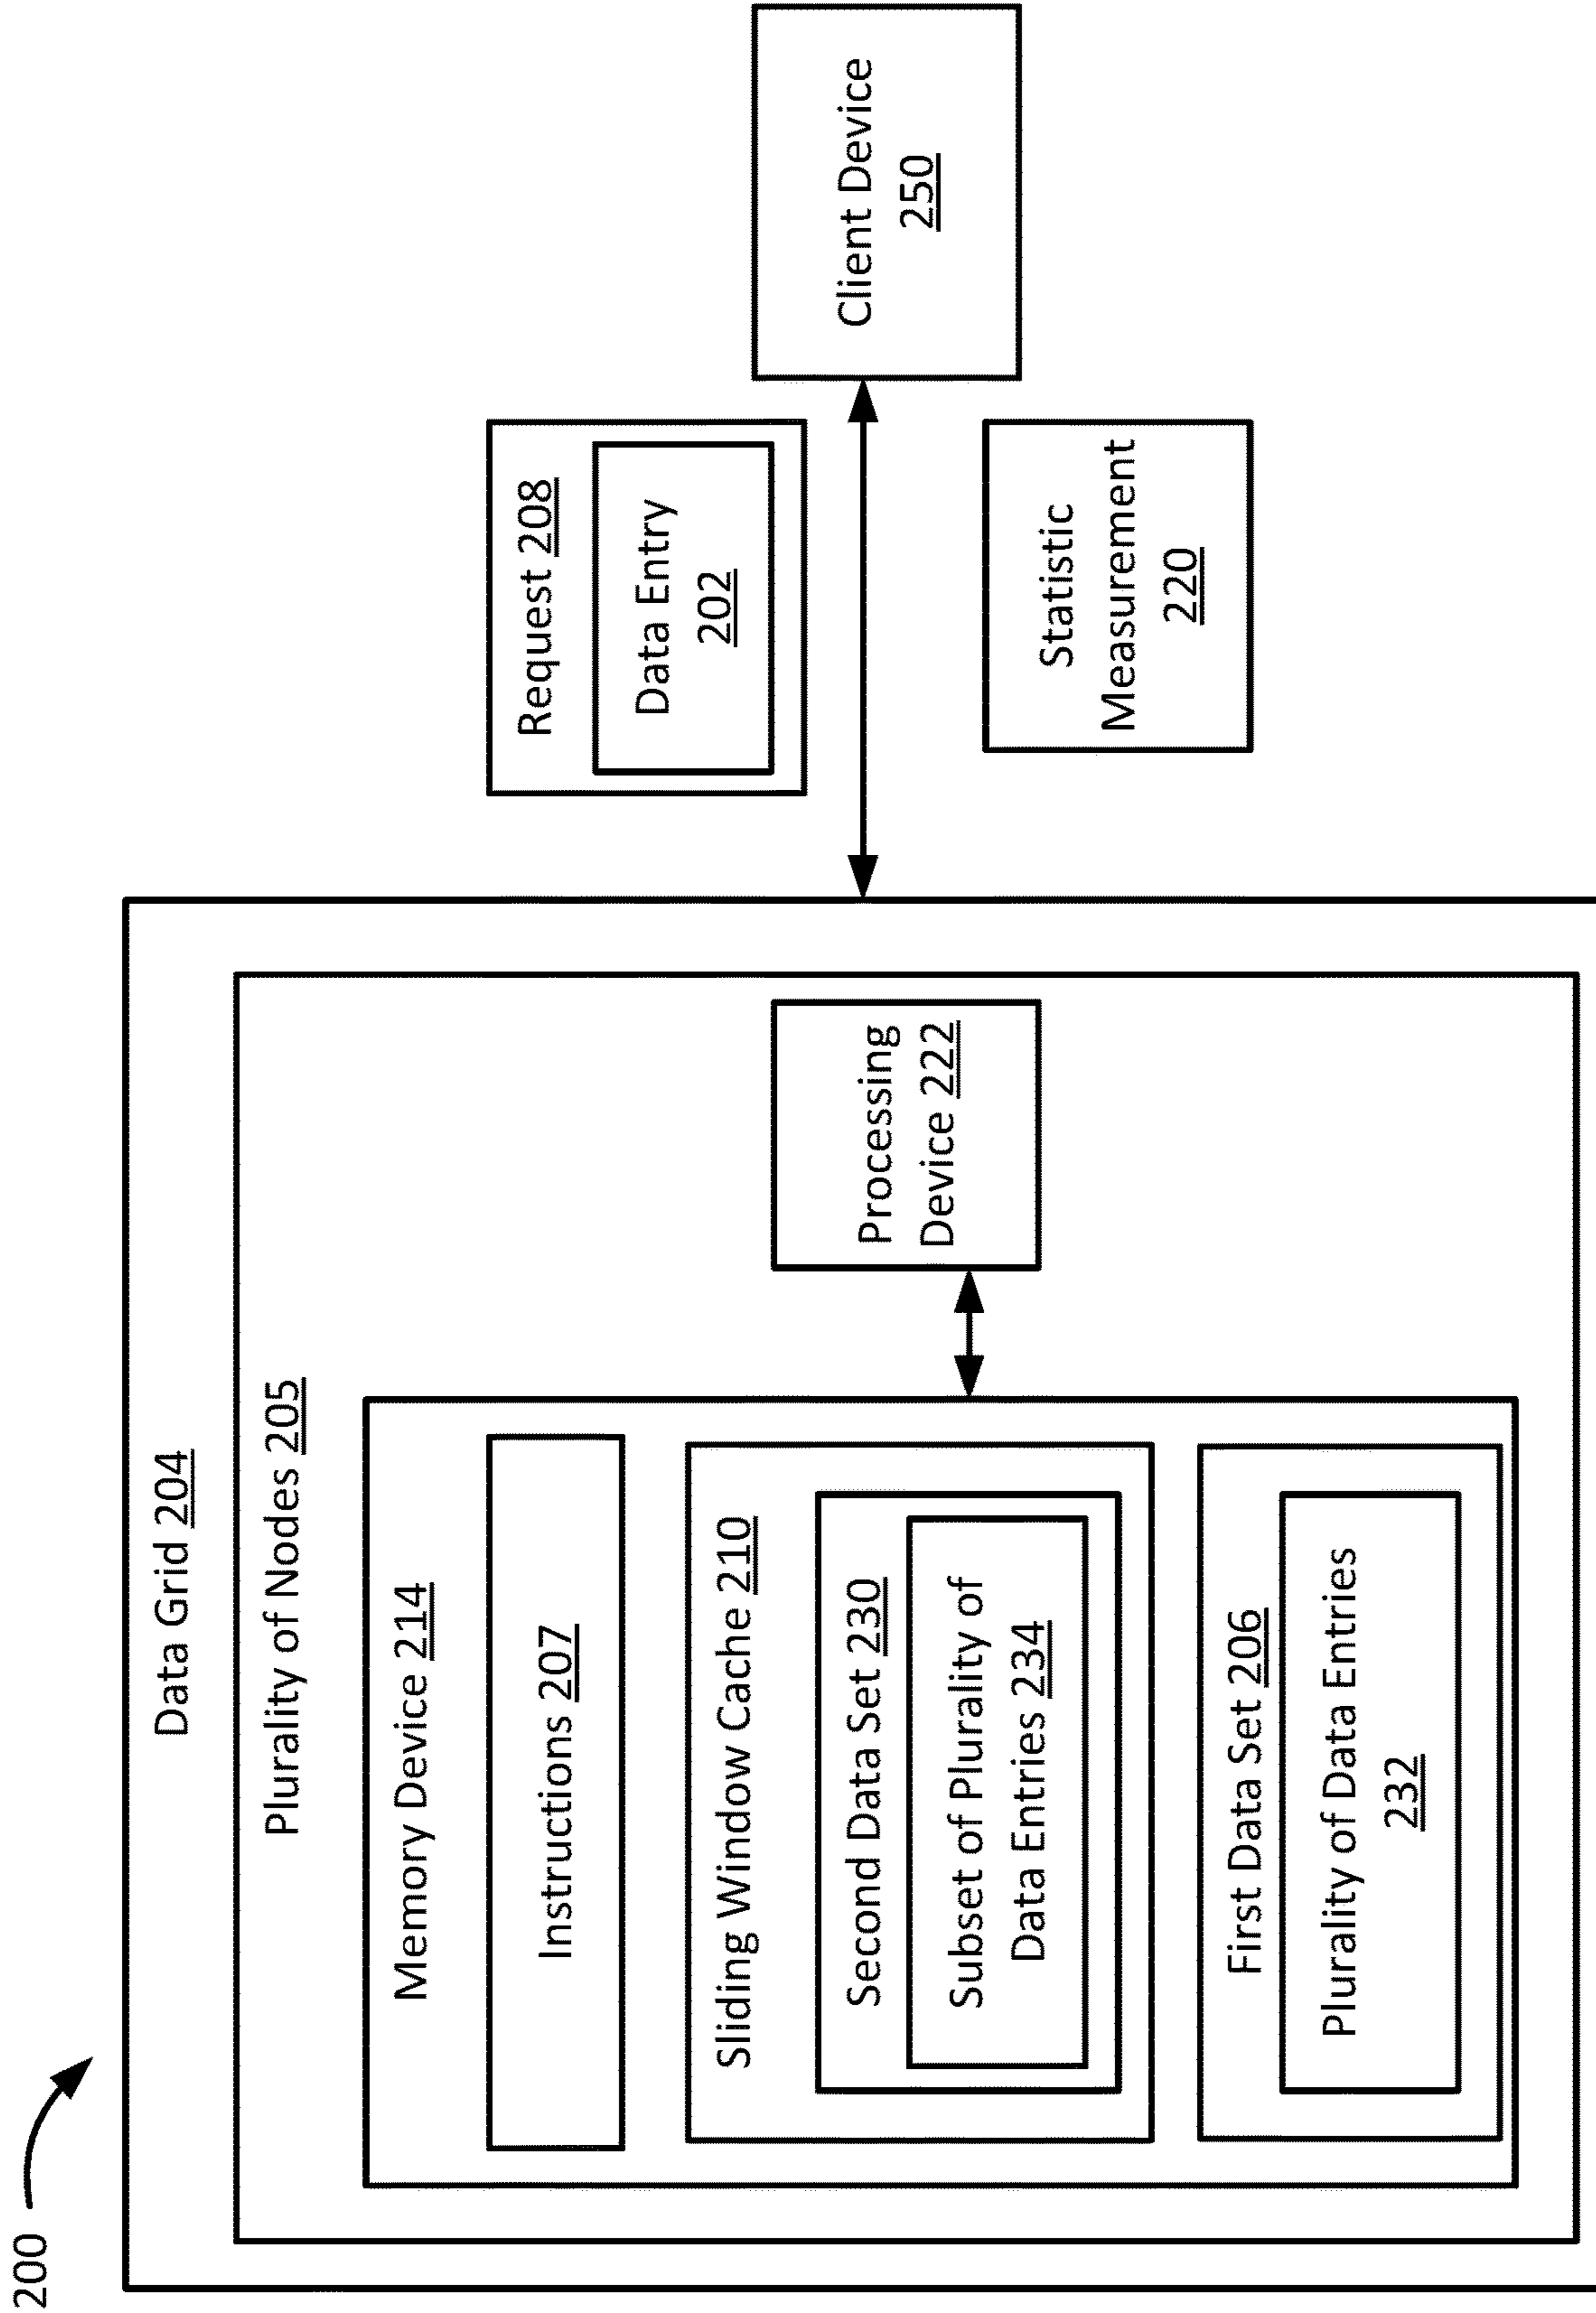 200
Data Grid 204
Plurality of Nodes 205
Memory Device 214
Instructions 207
Sliding Window Cache 210
Second Data Set 230
Subset of Plurality of
Data Entries 234
First Data Set 206
Plurality of Data Entries
232
Processing
Device 222
Request 208
Data Entry
202
Statistic
Measurement
220
Client Device
250